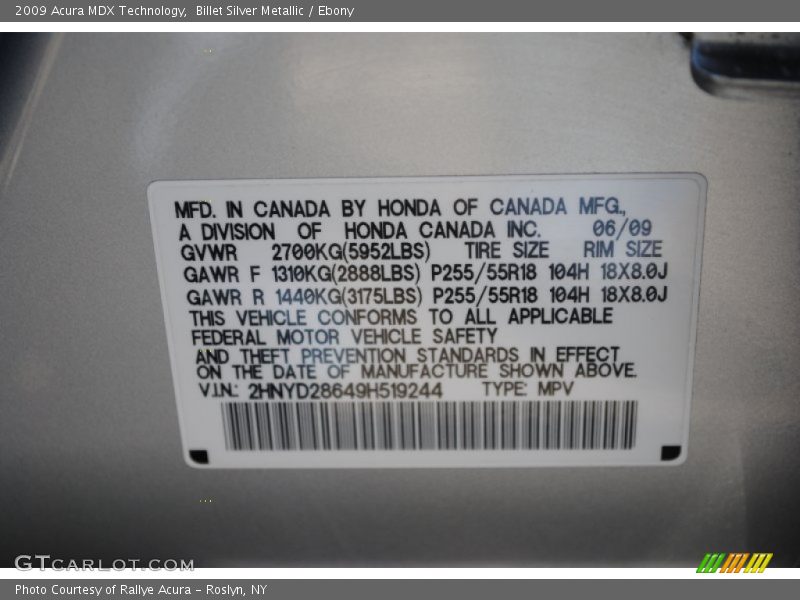 2009 Acura MDX Technology,  Billet Silver Metallic / Ebony
MFD. IN CANADA BY HONDA OF CANADA MFG.,
A DIVISION OF HONDA CANADA INC. 06/09
GVWR 2700KG(5952LBS) TIRE SIZE RIM SIZE
GAWR F 1310KG(2888LBS) P255/55R18 104H 18X8.0J
GAWR R 1440KG(3175LBS) P255/55R18 104H 18X8.0J
THIS VEHICLE CONFORMS TO ALL APPLICABLE
FEDERAL MOTOR VEHICLE SAFETY
AND THEFT PREVENTION STANDARDS IN EFFECT
ON THE DATE OF MANUFACTURE SHOWN ABOVE.
V.I.N.: 2HNYD28649H519244 TYPE: MPV
GTCARLOT.COM
Photo Courtesy of Rallye Acura – Roslyn, NY